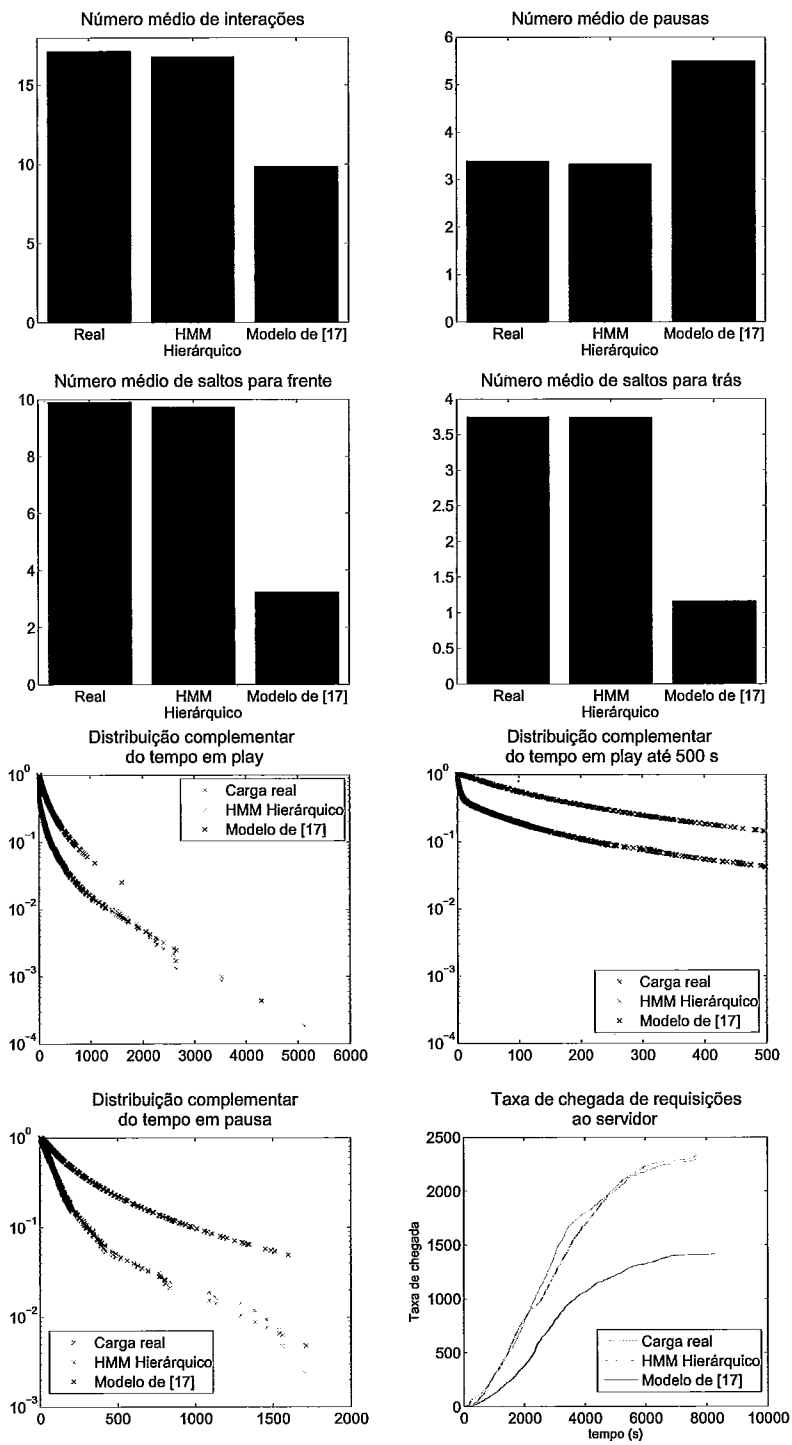 Número médio de interações
15
10
5
0
Real
HMM
Hierárquico
Modelo de [17]
Número médio de pausas
6
5
4
3
2
1
0
Real
HMM
Hierárquico
Modelo de [17]
Número médio de saltos para frente
10
8
6
4
2
0
Real
HMM
Hierárquico
Modelo de [17]
Número médio de saltos para trás
4
3.5
3
2.5
2
1.5
1
0.5
0
Real
HMM
Hierárquico
Modelo de [17]
Distribuição complementar
do tempo em play
10^0
10^-1
10^-2
10^-3
10^-4
0 1000 2000 3000 4000 5000 6000
Carga real
HMM Hierárquico
Modelo de [17]
Distribuição complementar
do tempo em play até 500 s
10^0
10^-1
10^-2
10^-3
10^-4
0 100 200 300 400 500
Carga real
HMM Hierárquico
Modelo de [17]
Distribuição complementar
do tempo em pausa
10^0
10^-1
10^-2
10^-3
0 500 1000 1500 2000
Carga real
HMM Hierárquico
Modelo de [17]
Taxa de chegada de requisições
ao servidor
2500
2000
1500
1000
500
0
Taxa de chegada
0 2000 4000 6000 8000 10000
tempo (s)
Carga real
HMM Hierárquico
Modelo de [17]